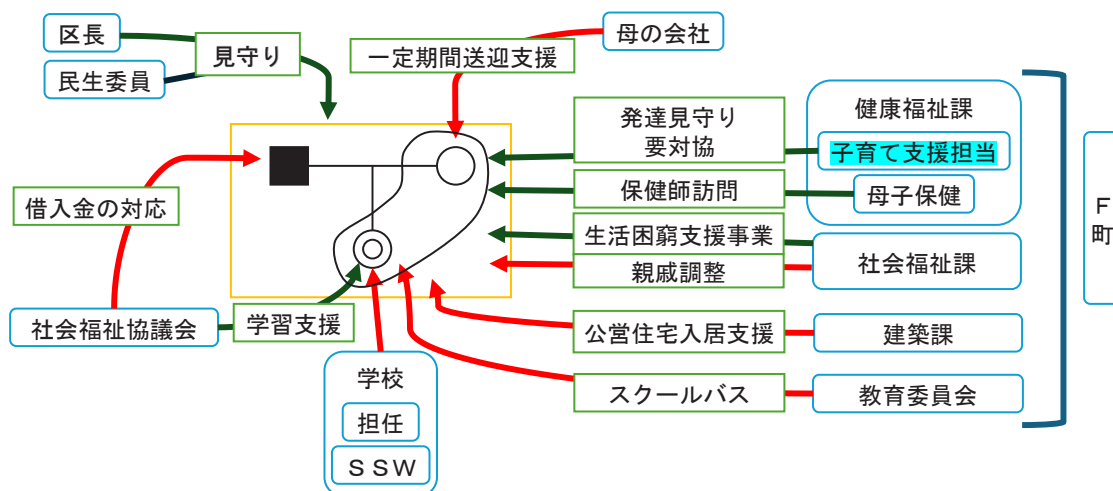 区長
民生委員
見守り
一定期間送迎支援
母の会社
発達見守り
要対協
健康福祉課
子育て支援担当
保健師訪問
母子保健
生活困窮支援事業
親戚調整
社会福祉課
F
町
借入金の対応
社会福祉協議会
学習支援
学校
担任
SSW
公営住宅入居支援
建築課
スクールバス
教育委員会